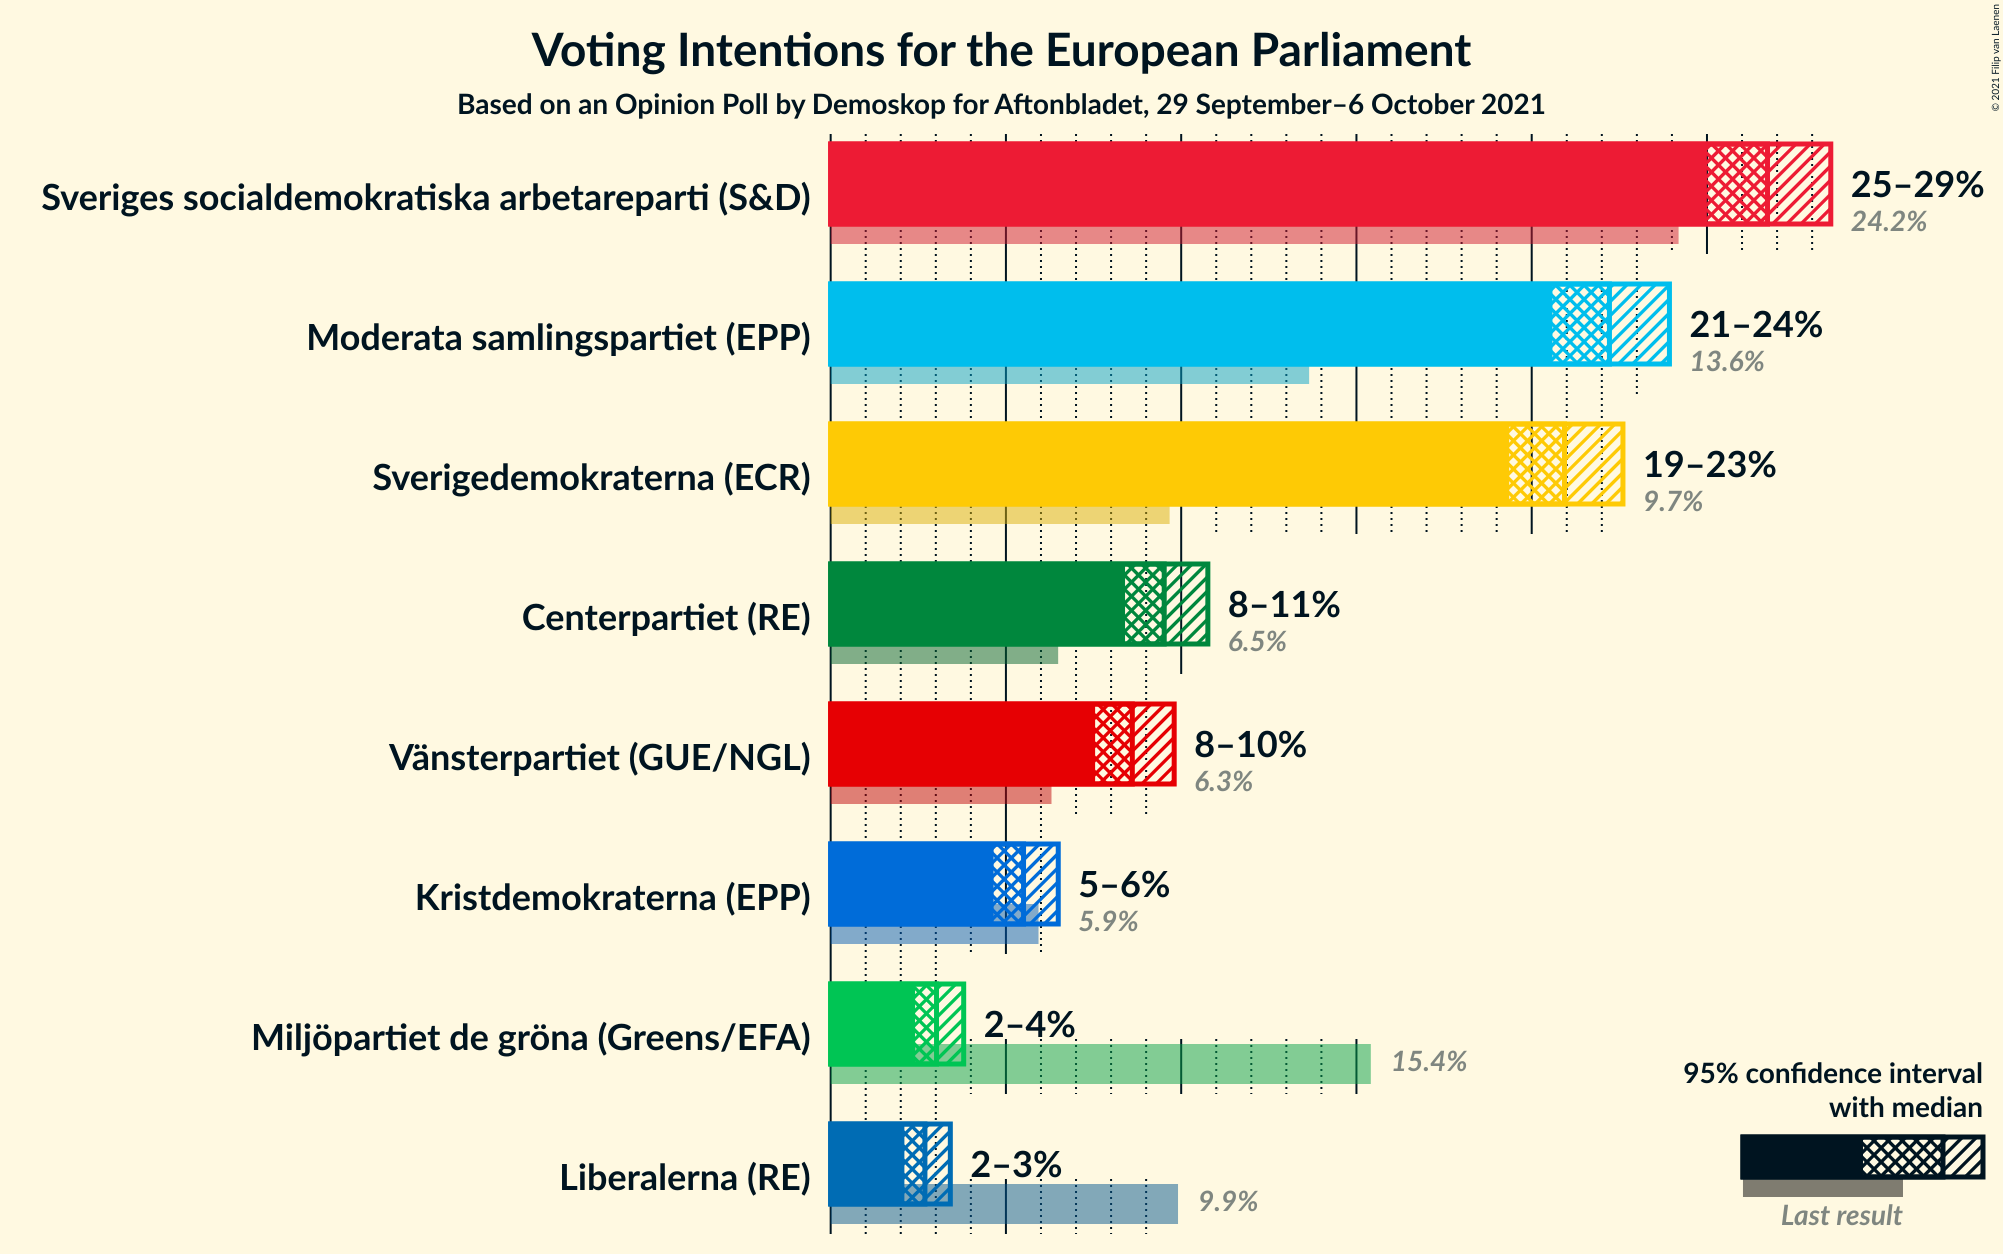 Voting Intentions for the European Parliament
Based on an Opinion Poll by Demoskop for Aftonbladet, 29 September–6 October 2021
© 2021 Filip van Laenen
Sveriges socialdemokratiska arbetareparti (S&D)
25–29%
24.2%
Moderata samlingspartiet (EPP)
21–24%
13.6%
Sverigedemokraterna (ECR)
19–23%
9.7%
Centerpartiet (RE)
8–11%
6.5%
Vänsterpartiet (GUE/NGL)
8–10%
6.3%
Kristdemokraterna (EPP)
5–6%
5.9%
Miljöpartiet de gröna (Greens/EFA)
2–4%
15.4%
Liberalerna (RE)
2–3%
9.9%
95% confidence interval
with median
Last result